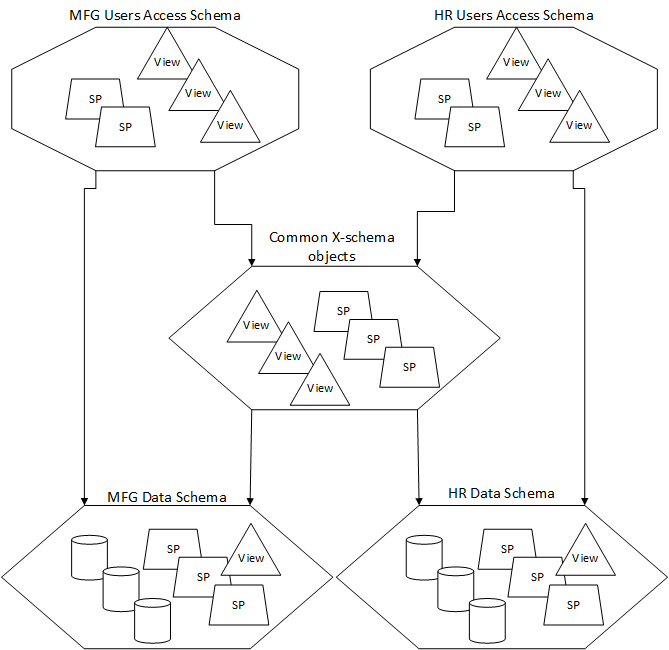 MFG Users Access Schema
HR Users Access Schema
View
View
View
SP
SP
View
View
View
SP
SP
Common X-schema
objects
View
View
View
SP
SP
SP
MFG Data Schema
HR Data Schema
SP
SP
SP
View
SP
SP
SP
View